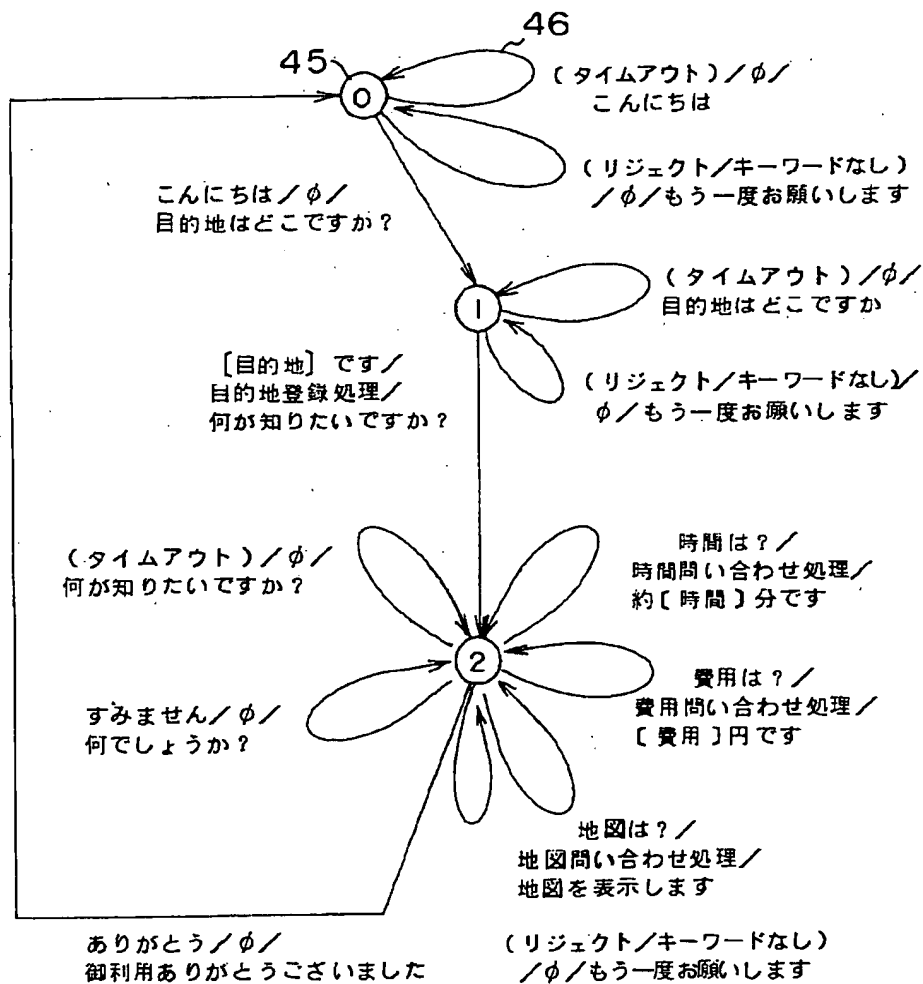 46
45
0
(タイムアウト)/φ/
こんにちは
(リジェクト/キーワードなし)
/φ/もう一度お願いします
こんにちは/φ/
目的地はどこですか?
1
(タイムアウト)/φ/
目的地はどこですか
[目的地]です/
目的地登録処理/
何が知りたいですか?
(リジェクト/キーワードなし)/
φ/もう一度お願いします
(タイムアウト)/φ/
何が知りたいですか?
時間は?/
時間問い合わせ処理/
約[時間]分です
2
すみません/φ/
何でしょうか?
費用は?/
費用問い合わせ処理/
[費用]円です
地図は?/
地図問い合わせ処理/
地図を表示します
ありがとう/φ/
御利用ありがとうございました
(リジェクト/キーワードなし)
/φ/もう一度お願いします